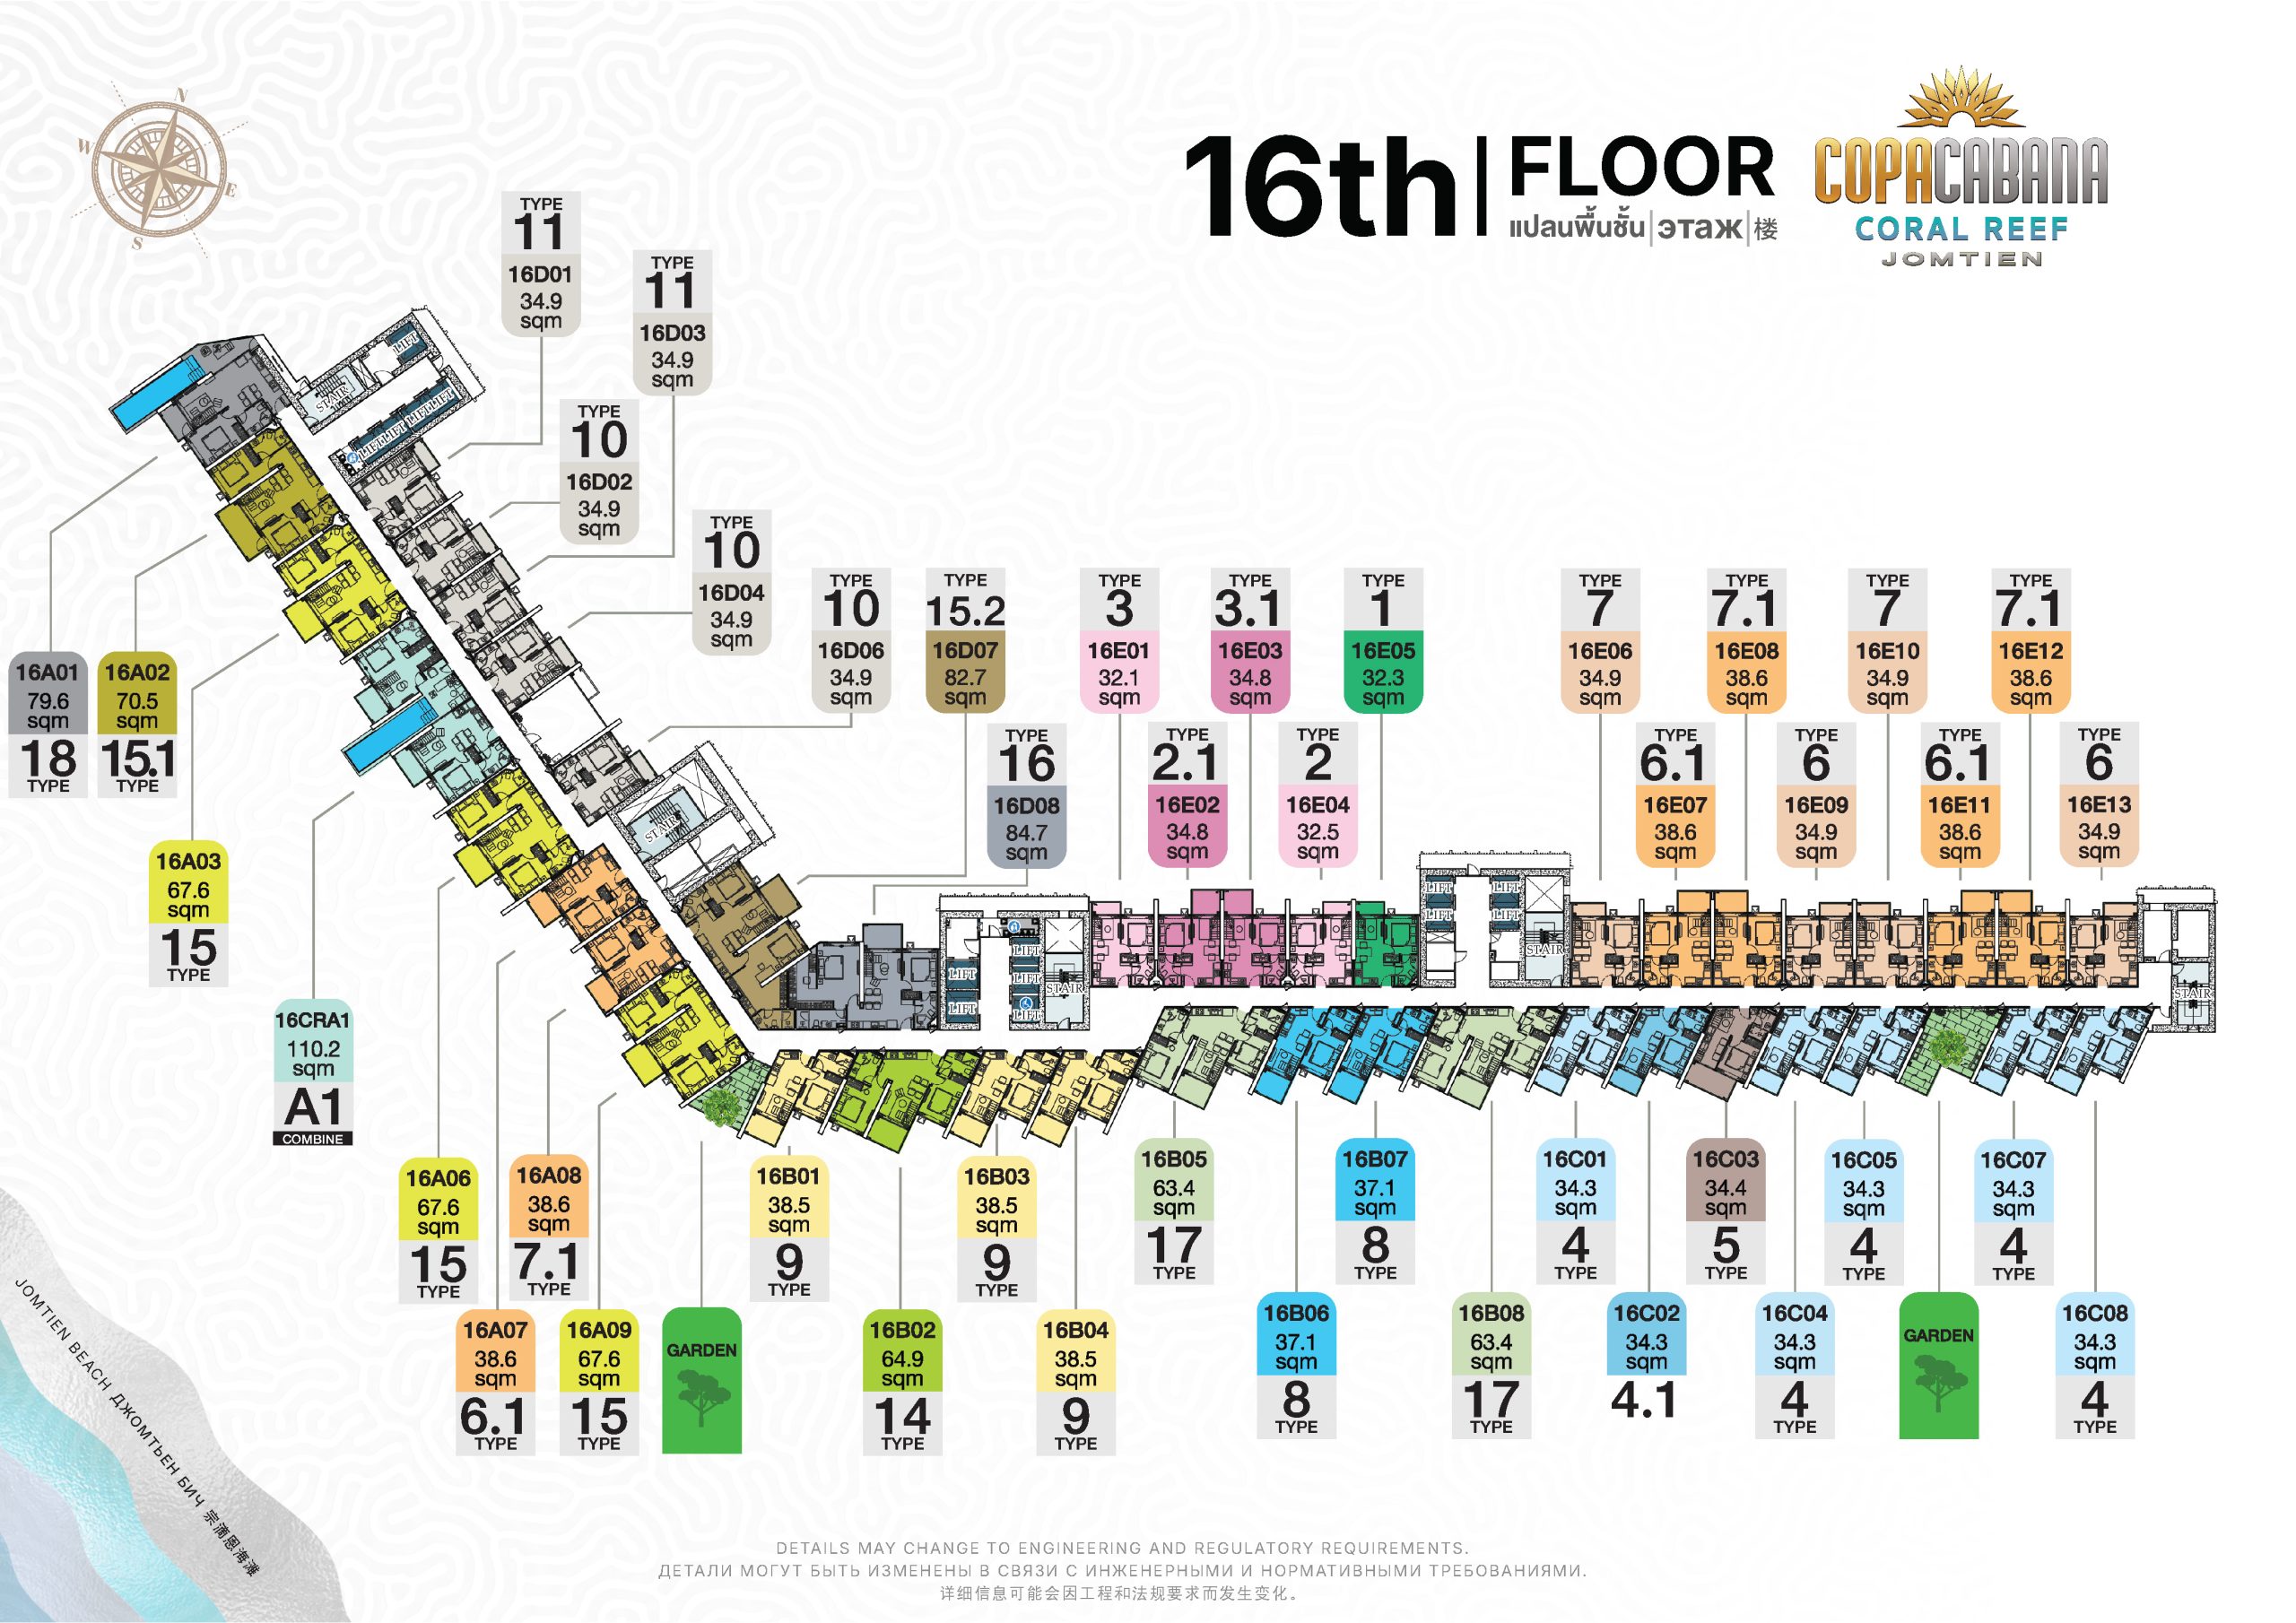 16th
FLOOR
แปลนพื้นชั้น|этаж|楼
COPACABANA
CORAL REEF
JOMTIEN
N
W
E
S
TYPE
11
16D01
34.9
sqm
TYPE
11
16D03
34.9
sqm
TYPE
10
16D02
34.9
sqm
TYPE
10
16D04
34.9
sqm
TYPE
10
16D06
34.9
sqm
TYPE
15.2
16D07
82.7
sqm
TYPE
16
16D08
84.7
sqm
TYPE
3
16E01
32.1
sqm
TYPE
2.1
16E02
34.8
sqm
TYPE
3.1
16E03
34.8
sqm
TYPE
2
16E04
32.5
sqm
TYPE
1
16E05
32.3
sqm
TYPE
7
16E06
34.9
sqm
TYPE
6.1
16E07
38.6
sqm
TYPE
7.1
16E08
38.6
sqm
TYPE
6
16E09
34.9
sqm
TYPE
7
16E10
34.9
sqm
TYPE
6.1
16E11
38.6
sqm
TYPE
7.1
16E12
38.6
sqm
TYPE
6
16E13
34.9
sqm
LIFT
STAIR
LIFT LIFT LIFT LIFT
STAIR
LIFT
LIFT
LIFT
LIFT
LIFT
STAIR
LIFT
LIFT
LIFT
LIFT
STAIR
STAIR
16A01
79.6
sqm
18
TYPE
16A02
70.5
sqm
15.1
TYPE
16A03
67.6
sqm
15
TYPE
16CRA1
110.2
sqm
A1
COMBINE
16A06
67.6
sqm
15
TYPE
16A07
38.6
sqm
6.1
TYPE
16A08
38.6
sqm
7.1
TYPE
16A09
67.6
sqm
15
TYPE
GARDEN
16B01
38.5
sqm
9
TYPE
16B02
64.9
sqm
14
TYPE
16B03
38.5
sqm
9
TYPE
16B04
38.5
sqm
9
TYPE
16B05
63.4
sqm
17
TYPE
16B06
37.1
sqm
8
TYPE
16B07
37.1
sqm
8
TYPE
16B08
63.4
sqm
17
TYPE
16C01
34.3
sqm
4
TYPE
16C02
34.3
sqm
4.1
16C03
34.4
sqm
5
TYPE
16C04
34.3
sqm
4
TYPE
16C05
34.3
sqm
4
TYPE
GARDEN
16C07
34.3
sqm
4
TYPE
16C08
34.3
sqm
4
TYPE
JOMTIEN BEACH ДЖОМТЬЕН БИЧ 宗滴恩海滩
DETAILS MAY CHANGE TO ENGINEERING AND REGULATORY REQUIREMENTS.
ДЕТАЛИ МОГУТ БЫТЬ ИЗМЕНЕНЫ В СВЯЗИ С ИНЖЕНЕРНЫМИ И НОРМАТИВНЫМИ ТРЕБОВАНИЯМИ.
详细信息可能会因工程和法规要求而发生变化。